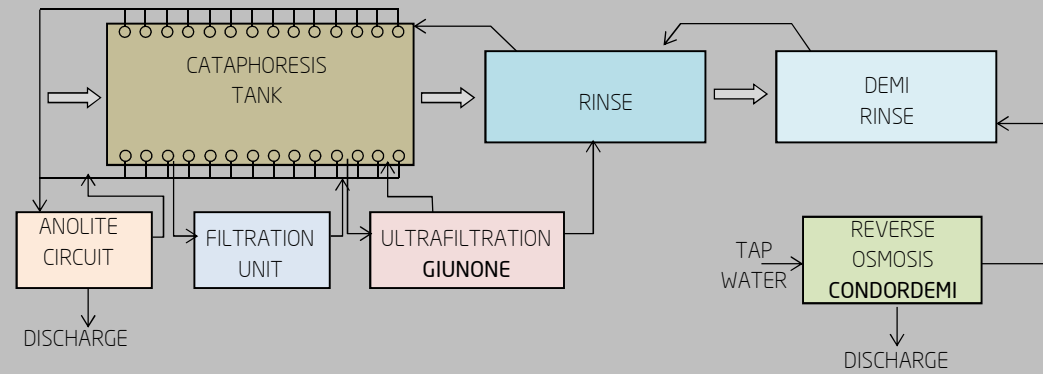 CATAPHORESIS
TANK
RINSE
DEMI
RINSE
ANOLITE
CIRCUIT
FILTRATION
UNIT
ULTRAFILTRATION
GIUNONE
TAP
WATER
REVERSE
OSMOSIS
CONDORDEMI
DISCHARGE
DISCHARGE